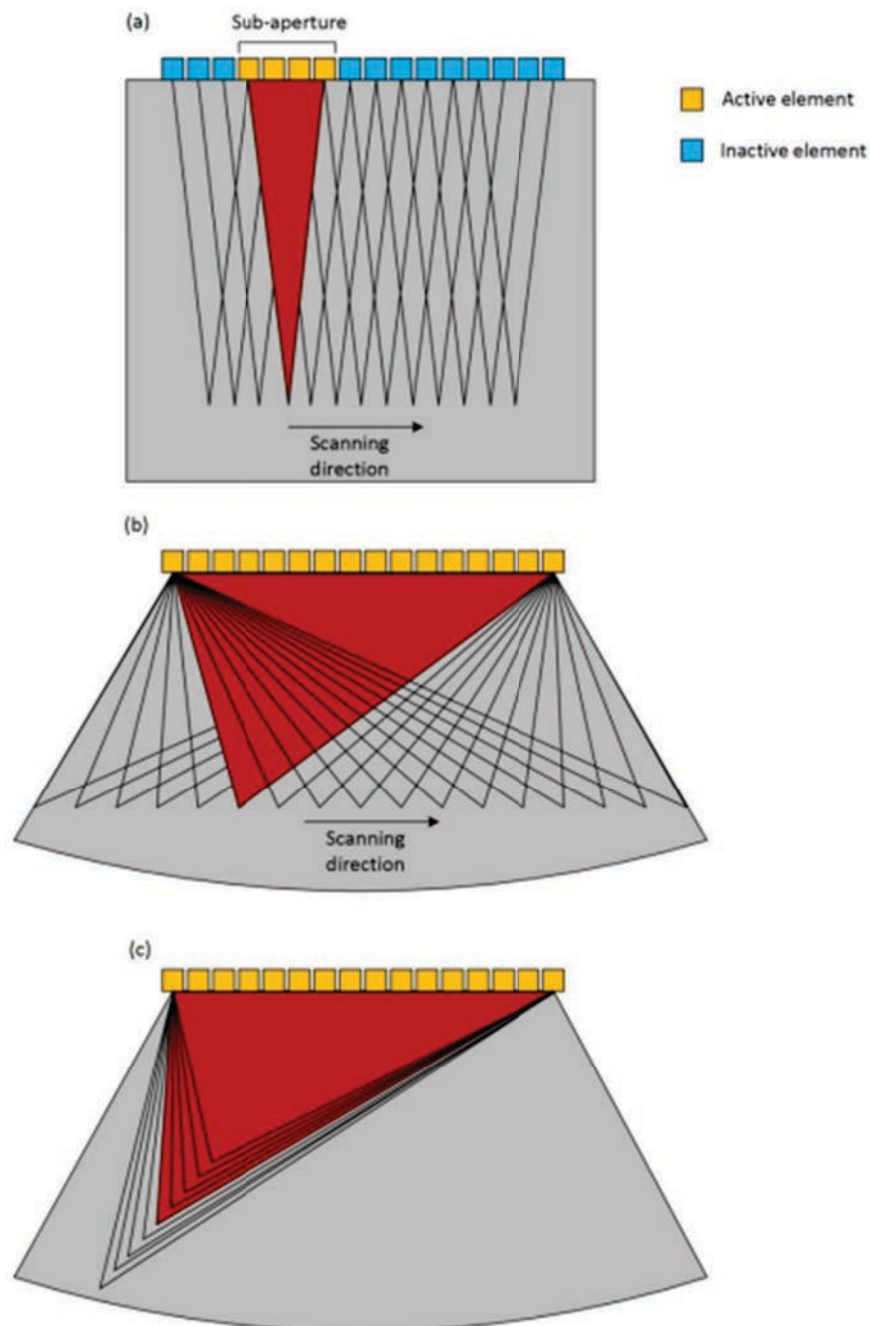 (a)
Sub-aperture
Active element
Inactive element
Scanning
direction
(b)
Scanning
direction
(c)